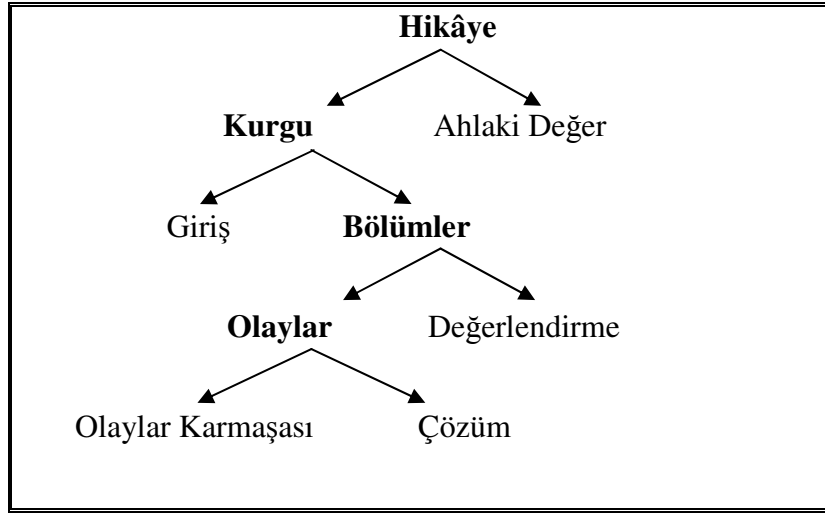 Hikâye
Kurgu Ahlaki Değer
Giriş Bölümler
Olaylar Değerlendirme
Olaylar Karmaşası Çözüm